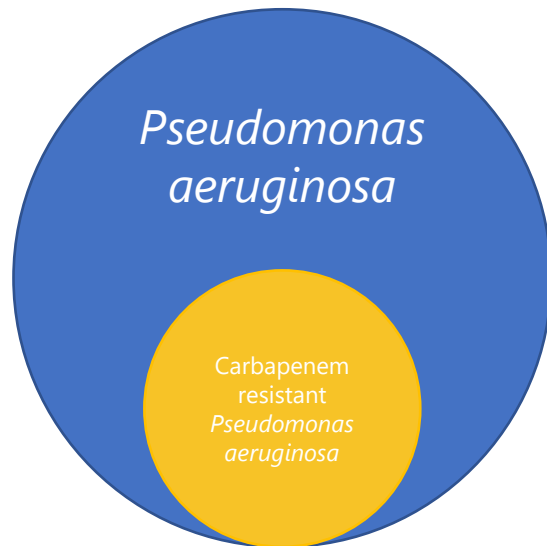 Pseudomonas
aeruginosa
Carbapenem
resistant
Pseudomonas
aeruginosa